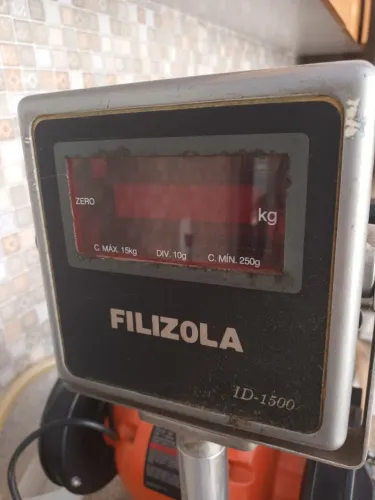 ZERO
kg
C. MÁX. 15kg DIV. 10g C. MÍN. 250g
FILIZOLA
ID-1500